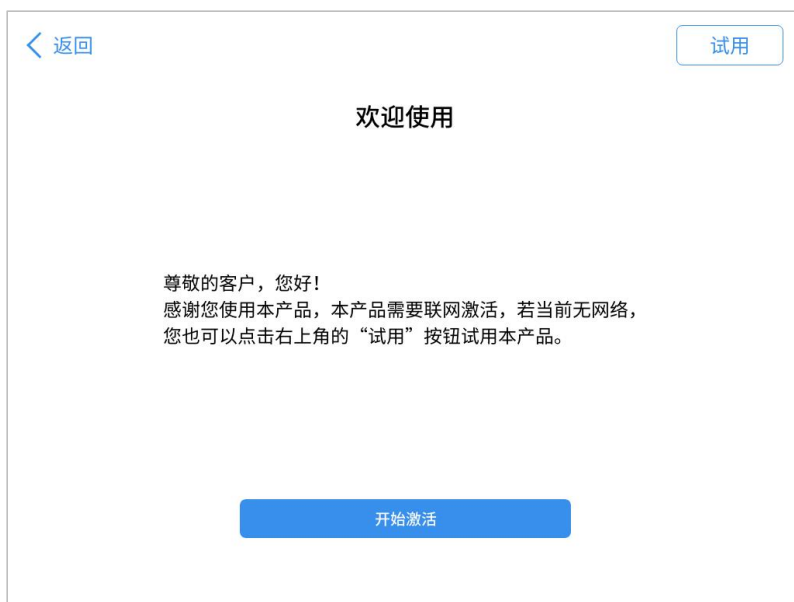 返回
试用
欢迎使用
尊敬的客户，您好！
感谢您使用本产品，本产品需要联网激活，若当前无网络，
您也可以点击右上角的“试用”按钮试用本产品。
开始激活